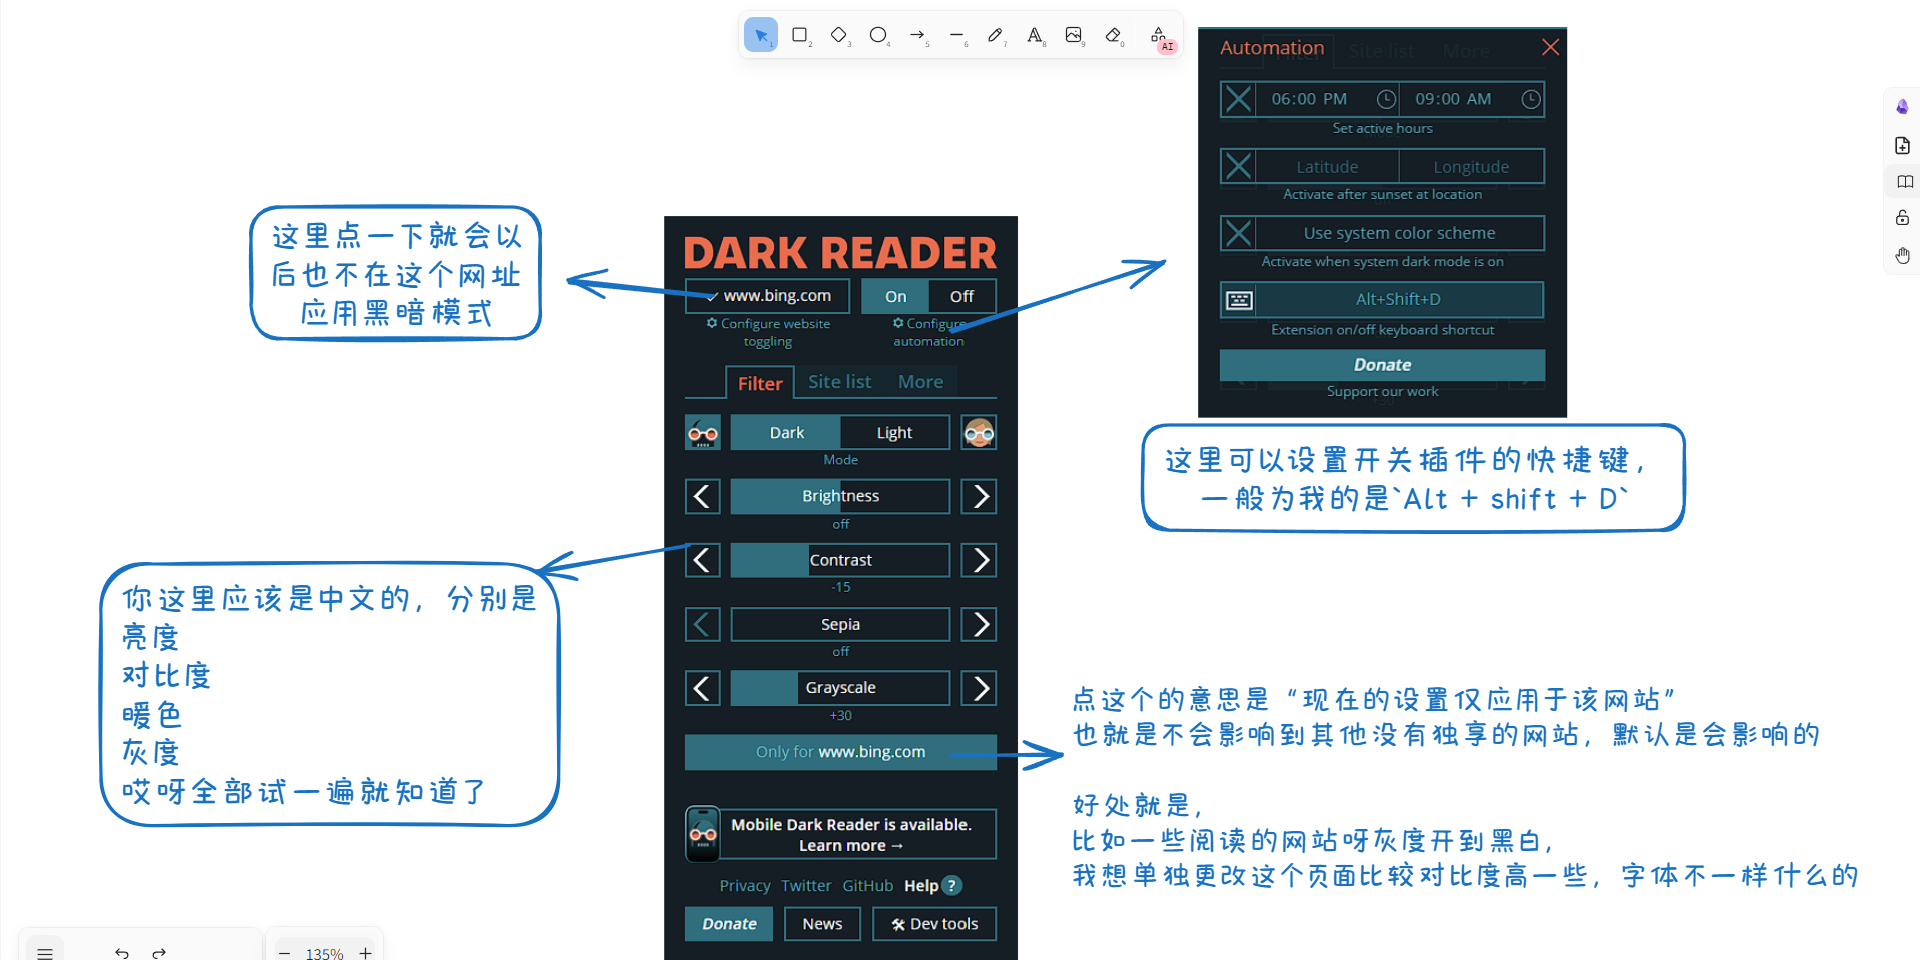 1
2
3
4
5
6
7
8
9
0
AI
这里点一下就会以
后也不在这个网址
应用黑暗模式
DARK READER
www.bing.com
On
Off
Configure website
toggling
Configure
automation
Filter
Site list
More
Dark
Light
Mode
Brightness
off
Contrast
-15
Sepia
off
Grayscale
+30
Only for www.bing.com
Mobile Dark Reader is available.
Learn more →
Privacy
Twitter
GitHub
Help ?
Donate
News
🛠 Dev tools
Automation
Filter
Site list
More
06:00 PM
09:00 AM
Set active hours
Latitude
Longitude
Activate after sunset at location
Use system color scheme
Activate when system dark mode is on
Alt+Shift+D
Extension on/off keyboard shortcut
Donate
Support our work
+30
这里可以设置开关插件的快捷键，
一般为我的是`Alt + shift + D`
你这里应该是中文的，分别是
亮度
对比度
暖色
灰度
哎呀全部试一遍就知道了
点这个的意思是“现在的设置仅应用于该网站”
也就是不会影响到其他没有独享的网站，默认是会影响的
好处就是，
比如一些阅读的网站呀灰度开到黑白，
我想单独更改这个页面比较对比度高一些，字体不一样什么的
135%